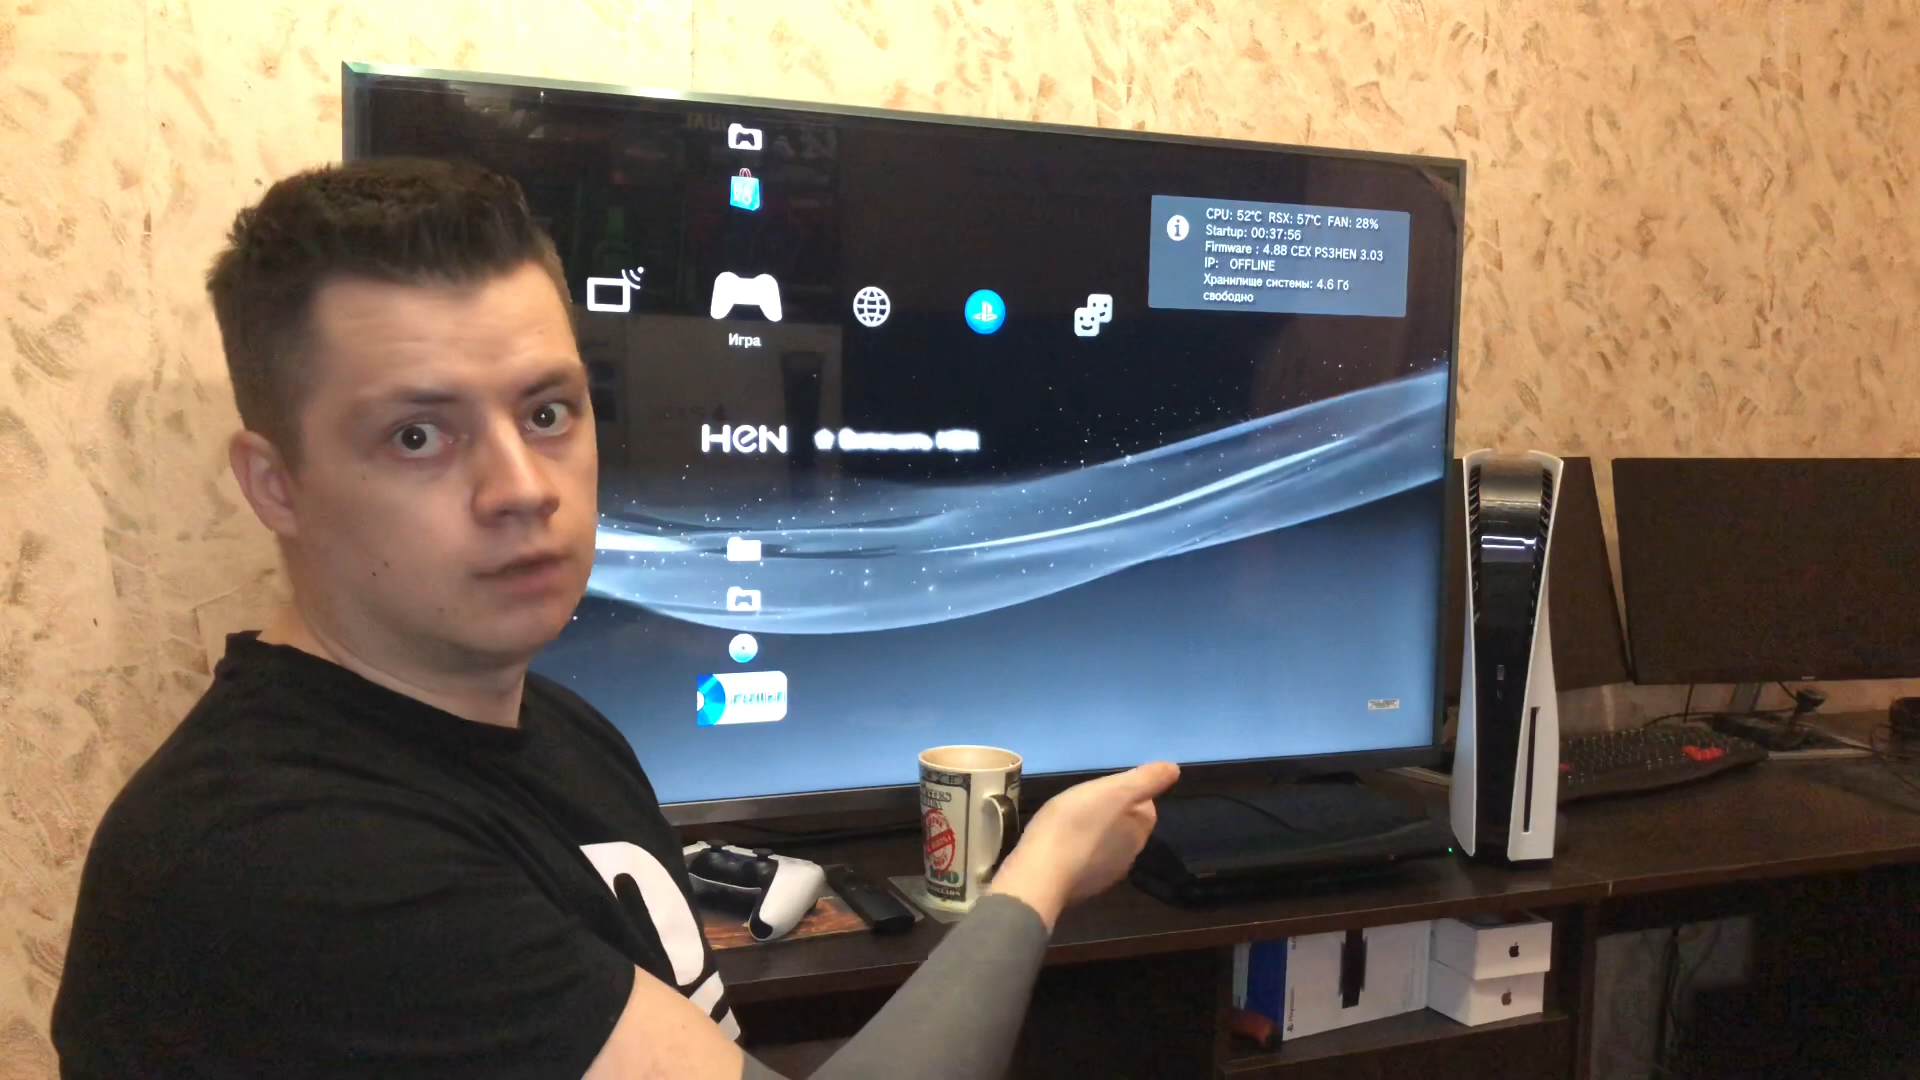 CPU: 52°C RSX: 57°C FAN: 28%
Startup: 00:37:56
Firmware : 4.88 CEX PS3HEN 3.03
IP: OFFLINE
Хранилище системы: 4.6 Гб
свободно
Игра
HEN
100